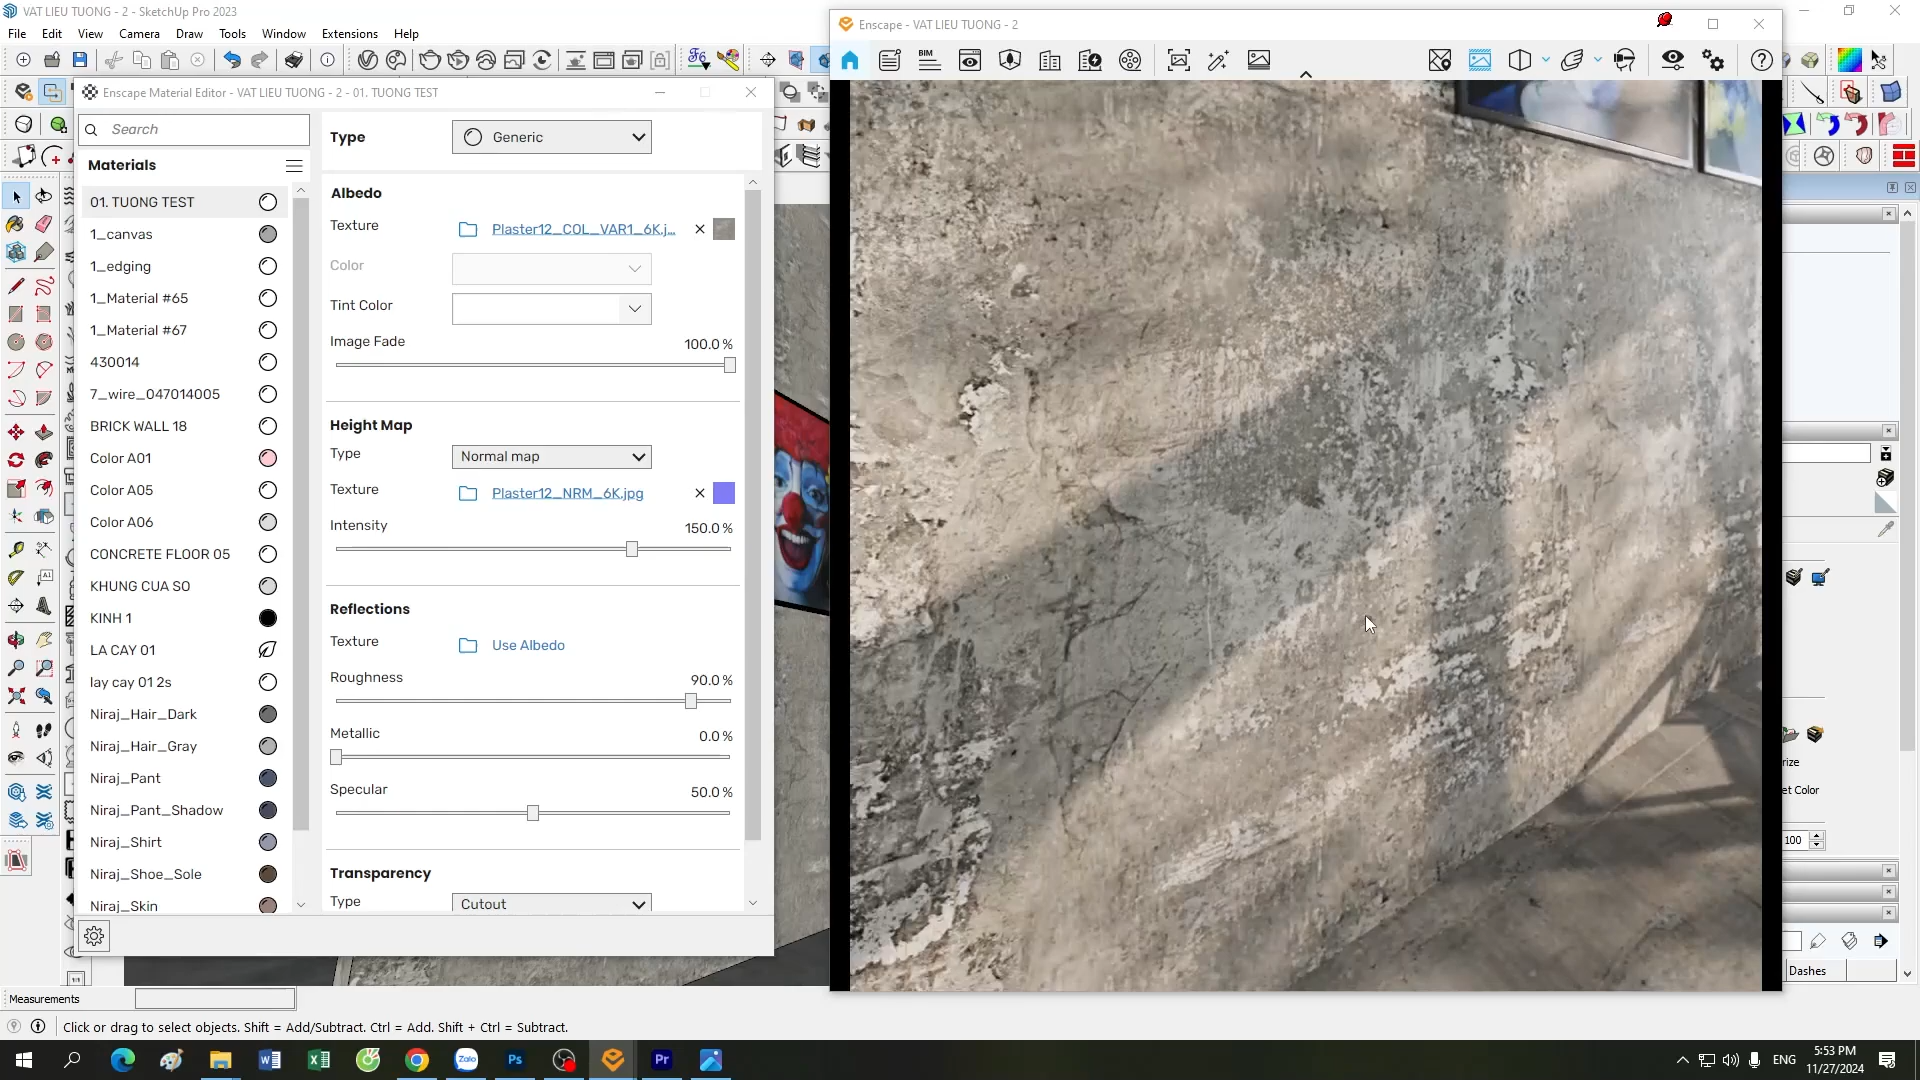 VAT LIEU TUONG - 2 - SketchUp Pro 2023
File Edit View Camera Draw Tools Window Extensions Help
Enscape Material Editor - VAT LIEU TUONG - 2 - 01. TUONG TEST
Search
Materials
01. TUONG TEST
1_canvas
1_edging
1_Material #65
1_Material #67
430014
7_wire_047014005
BRICK WALL 18
Color A01
Color A05
Color A06
CONCRETE FLOOR 05
KHUNG CUA SO
KINH 1
LA CAY 01
lay cay 01 2s
Niraj_Hair_Dark
Niraj_Hair_Gray
Niraj_Pant
Niraj_Pant_Shadow
Niraj_Shirt
Niraj_Shoe_Sole
Niraj_Skin
Type Generic
Albedo
Texture Plaster12_COL_VAR1_6K.j...
Color
Tint Color
Image Fade 100.0 %
Height Map
Type Normal map
Texture Plaster12_NRM_6K.jpg
Intensity 150.0 %
Reflections
Texture Use Albedo
Roughness 90.0 %
Metallic 0.0 %
Specular 50.0 %
Transparency
Type Cutout
Enscape - VAT LIEU TUONG - 2
BIM
rize
et Color
100
Dashes
Measurements
Click or drag to select objects. Shift = Add/Subtract. Ctrl = Add. Shift + Ctrl = Subtract.
Zalo
Ps
Pr
ENG
5:53 PM
11/27/2024